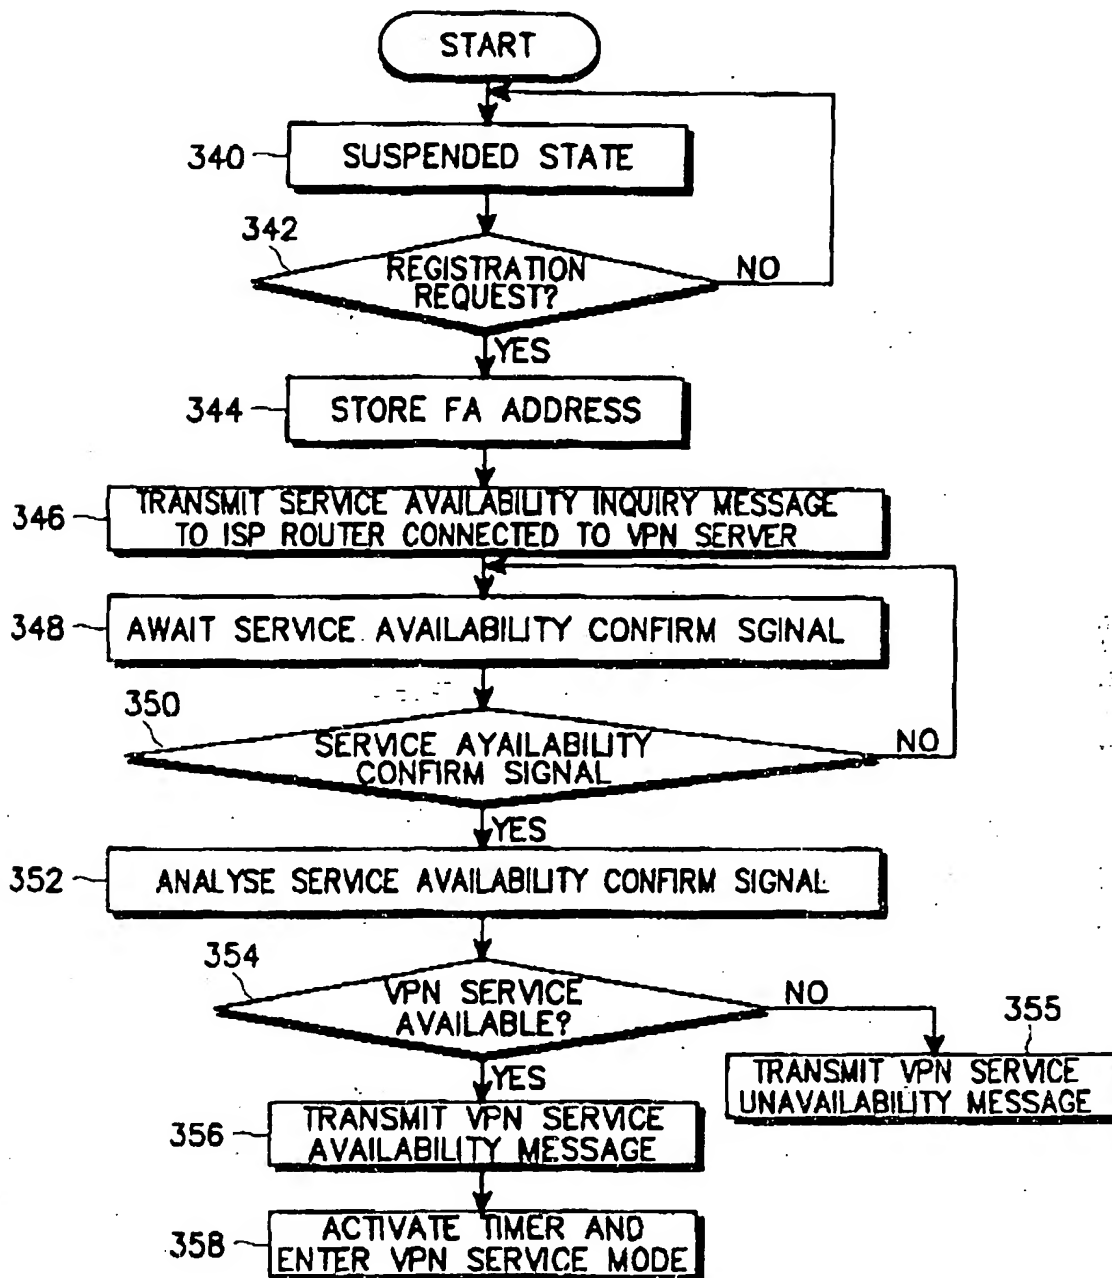 START
340
SUSPENDED STATE
342
REGISTRATION
REQUEST?
NO
YES
344
STORE FA ADDRESS
346
TRANSMIT SERVICE AVAILABILITY INQUIRY MESSAGE
TO ISP ROUTER CONNECTED TO VPN SERVER
348
AWAIT SERVICE AVAILABILITY CONFIRM SGINAL
350
SERVICE AYAILABILITY
CONFIRM SIGNAL
NO
YES
352
ANALYSE SERVICE AVAILABILITY CONFIRM SIGNAL
354
VPN SERVICE
AVAILABLE?
NO
355
TRANSMIT VPN SERVICE
UNAVAILABILITY MESSAGE
YES
356
TRANSMIT VPN SERVICE
AVAILABILITY MESSAGE
358
ACTIVATE TIMER AND
ENTER VPN SERVICE MODE